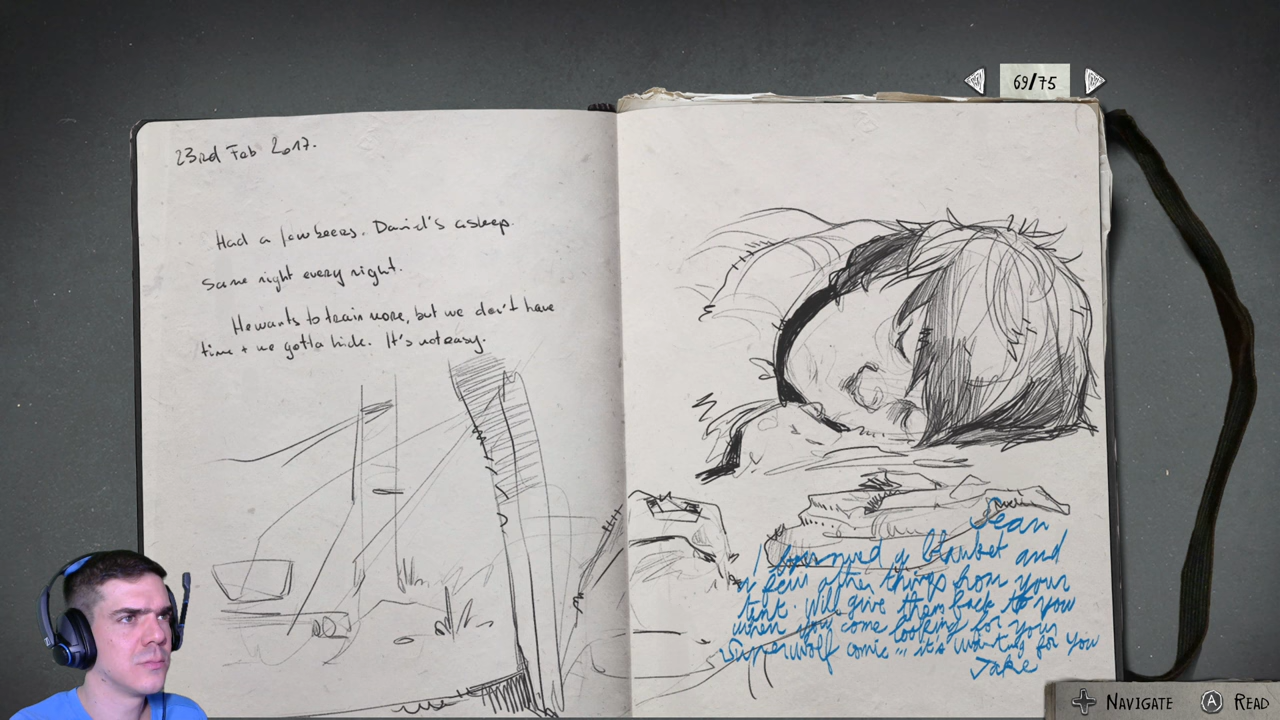 69/75
23rd Feb 2017.
Had a few beers. Daniel's asleep.
Same night every night.
He wants to train more, but we don't have
time + we gotta hide. It's not easy.
Sean
I borrowed a blanket and
a few other things from your
tent. Will give them back to you
when you come looking for your
Superwolf comic... it's waiting for you
Jake
NAVIGATE
A READ